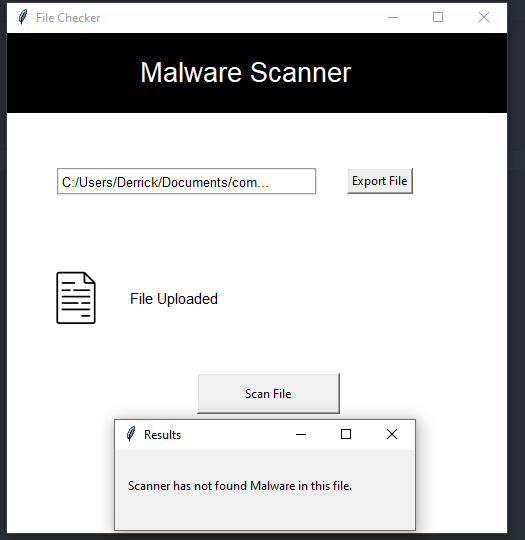 File Checker
Malware Scanner
C:/Users/Derrick/Documents/com...
Export File
File Uploaded
Scan File
Results
Scanner has not found Malware in this file.